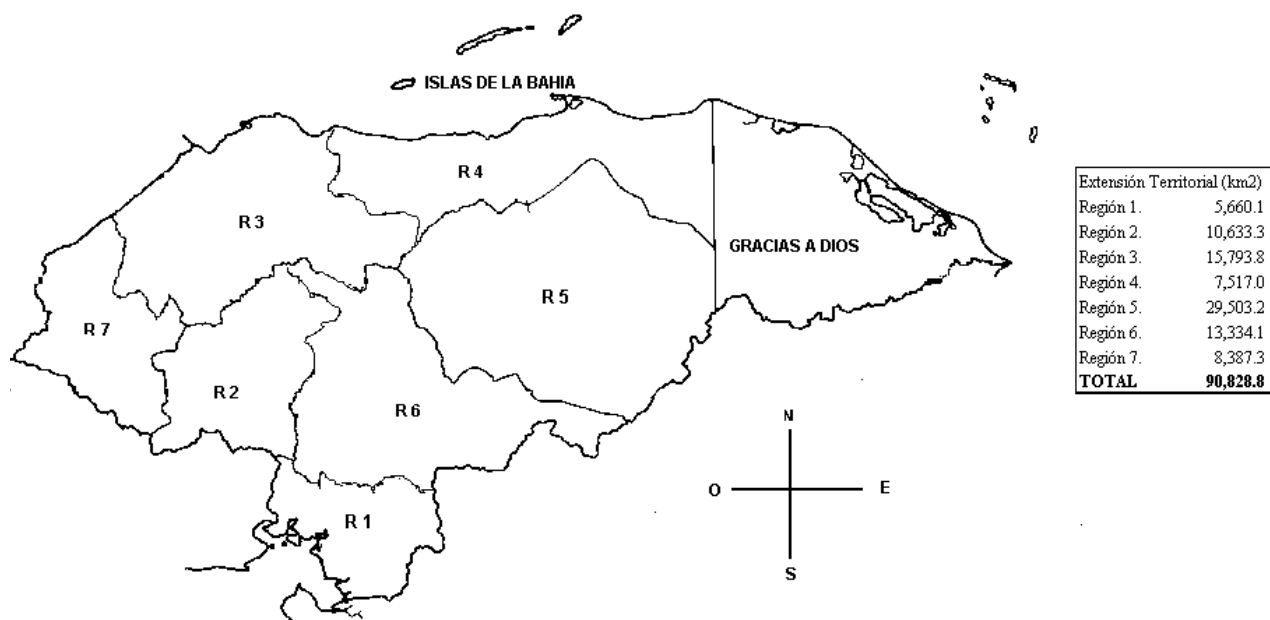 ISLAS DE LA BAHIA
R 4
R 3
GRACIAS A DIOS
R 5
R 7
R 2
R 6
R 1
N
O
E
S
Extensión Territorial (km2)
Región 1. 5,660.1
Región 2. 10,633.3
Región 3. 15,793.8
Región 4. 7,517.0
Región 5. 29,503.2
Región 6. 13,334.1
Región 7. 8,387.3
TOTAL 90,828.8